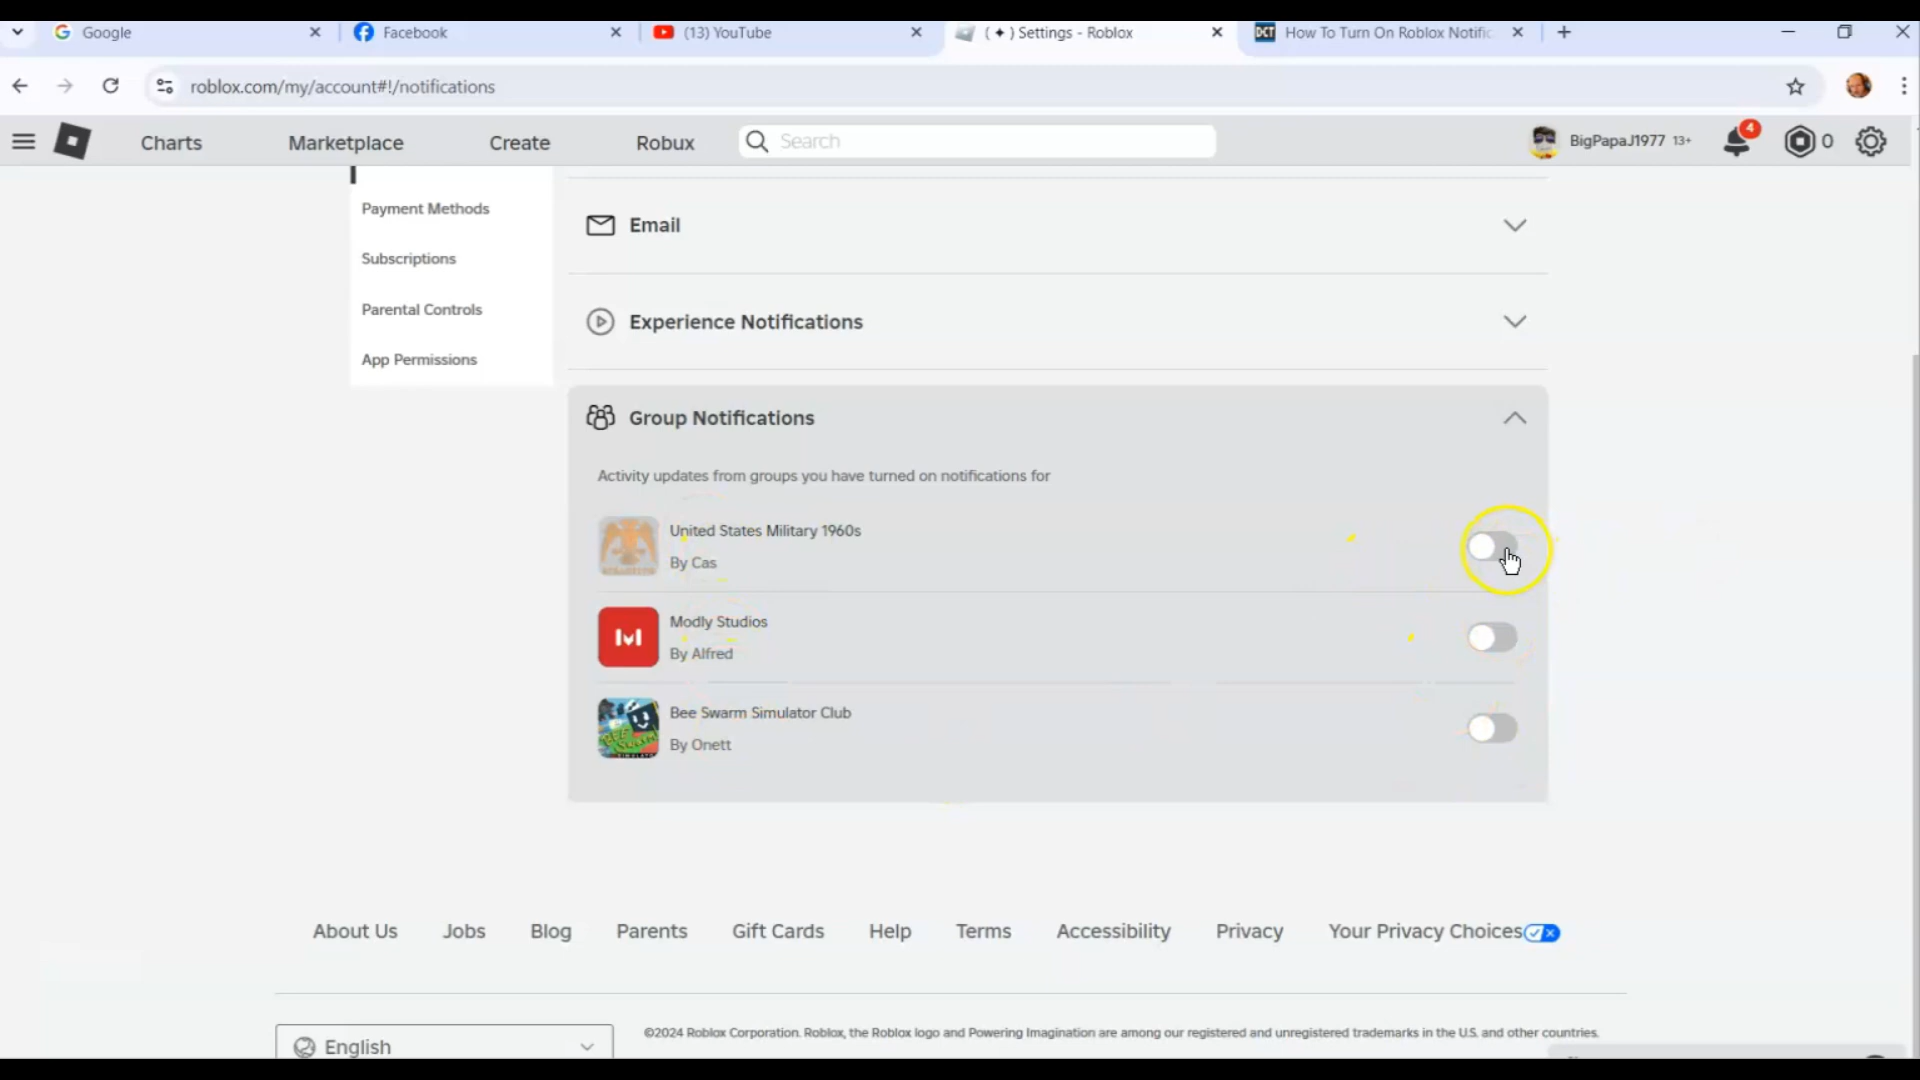 Google
Facebook
(13) YouTube
( ✦ ) Settings - Roblox
DCT How To Turn On Roblox Notific
roblox.com/my/account#!/notifications
Charts
Marketplace
Create
Robux
Search
BigPapaJ1977 13+
4
0
Payment Methods
Subscriptions
Parental Controls
App Permissions
Email
Experience Notifications
Group Notifications
Activity updates from groups you have turned on notifications for
United States Military 1960s
By Cas
Modly Studios
By Alfred
Bee Swarm Simulator Club
By Onett
About Us
Jobs
Blog
Parents
Gift Cards
Help
Terms
Accessibility
Privacy
Your Privacy Choices
English
©2024 Roblox Corporation. Roblox, the Roblox logo and Powering Imagination are among our registered and unregistered trademarks in the U.S. and other countries.